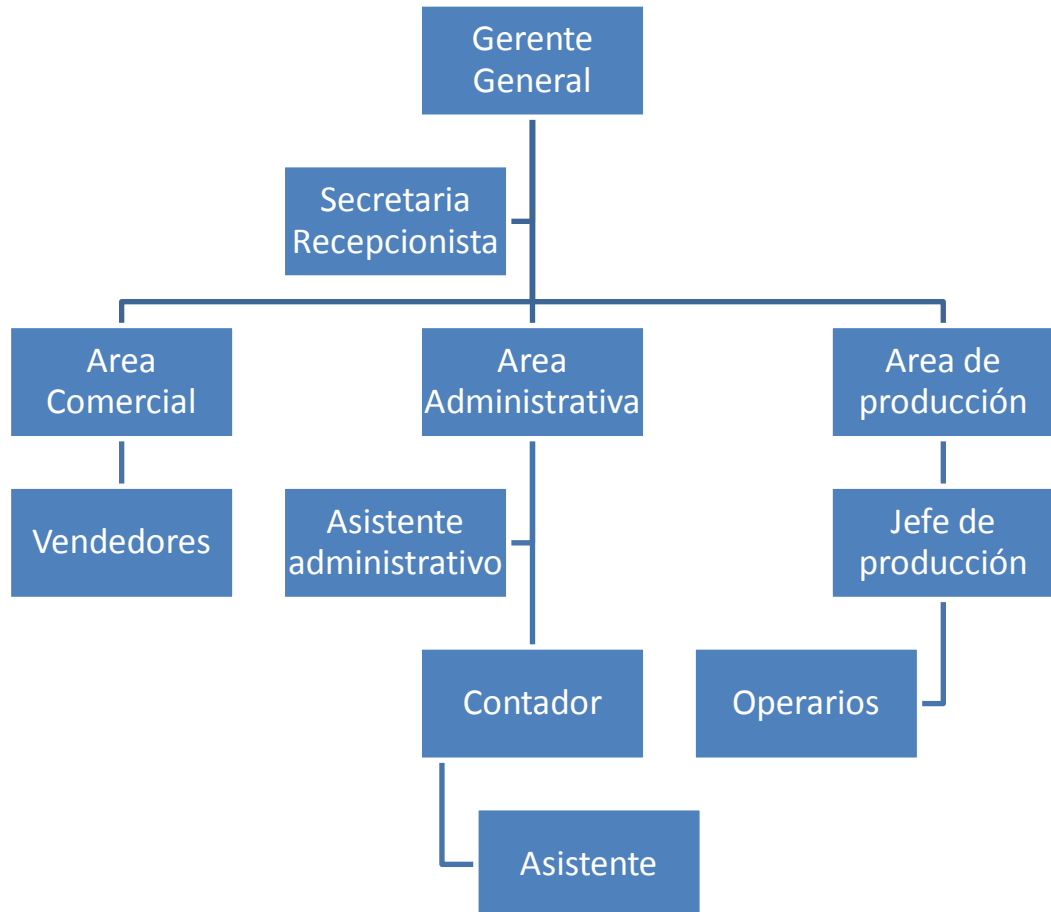 Gerente
General
Secretaria
Recepcionista
Area
Comercial
Area
Administrativa
Area de
producción
Vendedores
Asistente
administrativo
Jefe de
producción
Contador
Operarios
Asistente